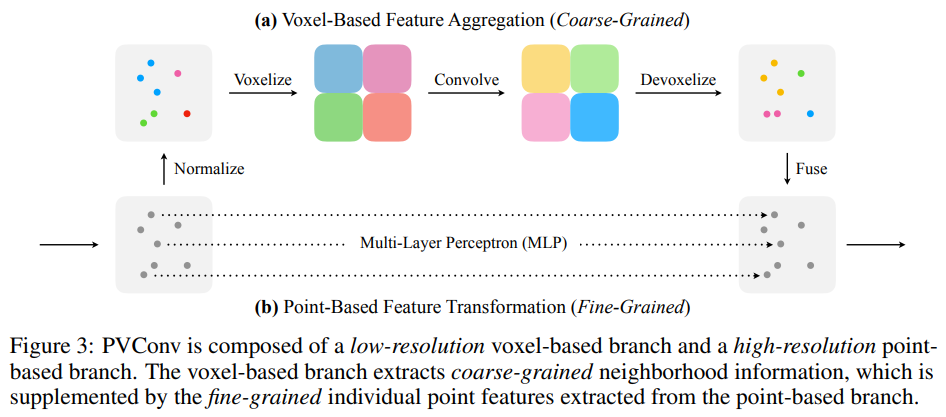 (a) Voxel-Based Feature Aggregation (Coarse-Grained)
Voxelize
Convolve
Devoxelize
Normalize
Fuse
Multi-Layer Perceptron (MLP)
(b) Point-Based Feature Transformation (Fine-Grained)
Figure 3: PVConv is composed of a low-resolution voxel-based branch and a high-resolution point-
based branch. The voxel-based branch extracts coarse-grained neighborhood information, which is
supplemented by the fine-grained individual point features extracted from the point-based branch.